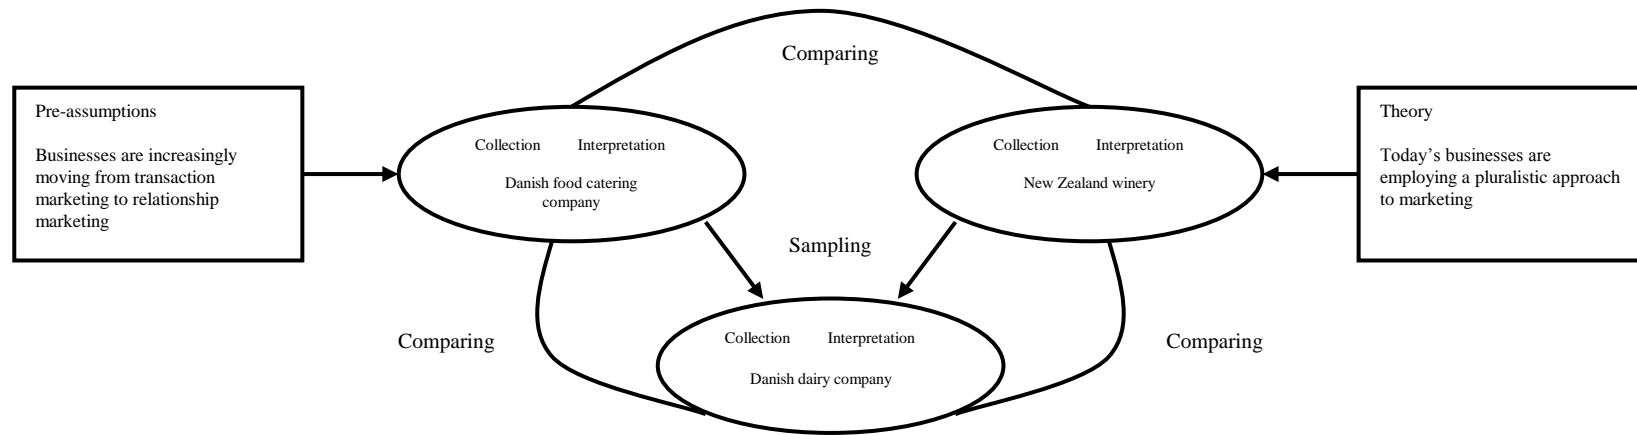 Comparing
Pre-assumptions
Businesses are increasingly
moving from transaction
marketing to relationship
marketing
Collection Interpretation
Danish food catering
company
Collection Interpretation
New Zealand winery
Theory
Today’s businesses are
employing a pluralistic approach
to marketing
Sampling
Comparing
Collection Interpretation
Danish dairy company
Comparing